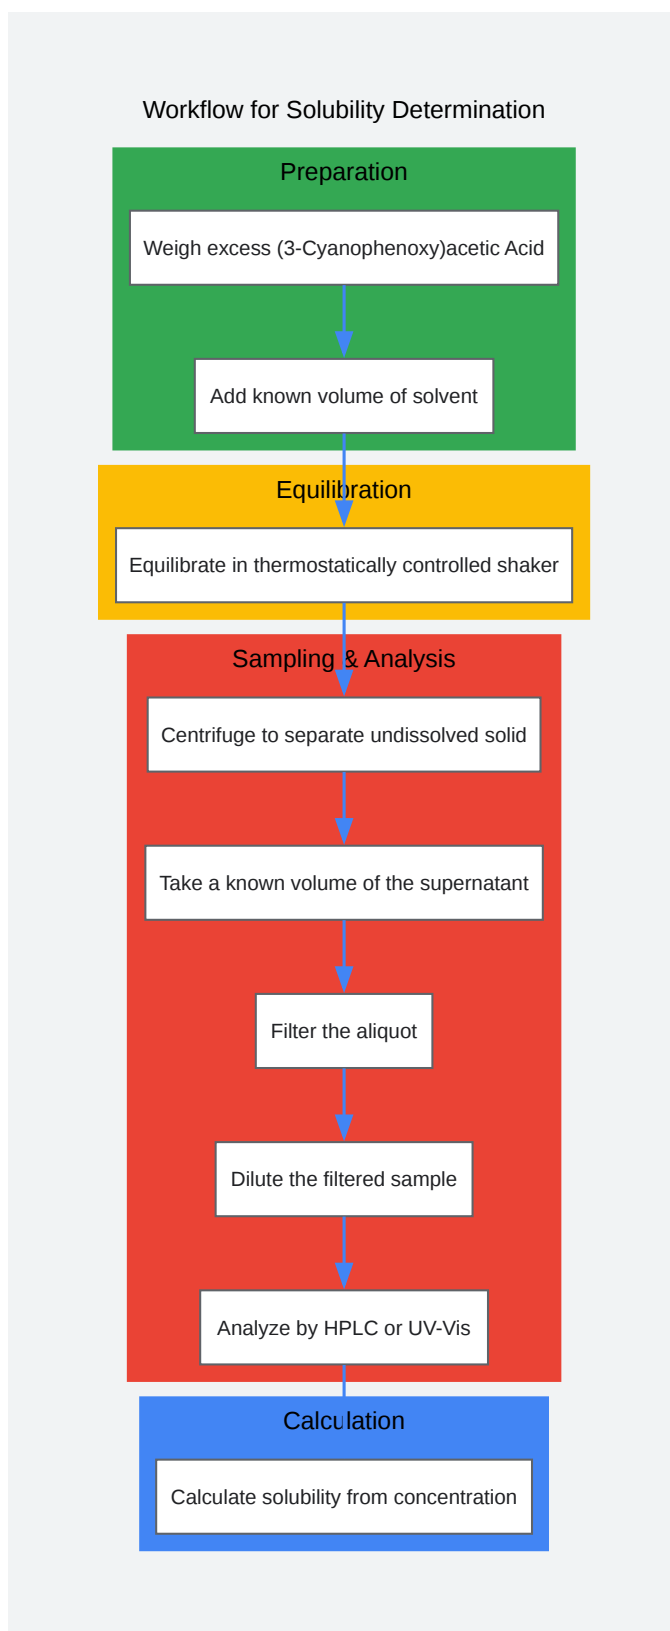 Workflow for Solubility Determination
Preparation
Weigh excess (3-Cyanophenoxy)acetic Acid
Add known volume of solvent
Equilibration
Equilibrate in thermostatically controlled shaker
Sampling & Analysis
Centrifuge to separate undissolved solid
Take a known volume of the supernatant
Filter the aliquot
Dilute the filtered sample
Analyze by HPLC or UV-Vis
Calculation
Calculate solubility from concentration